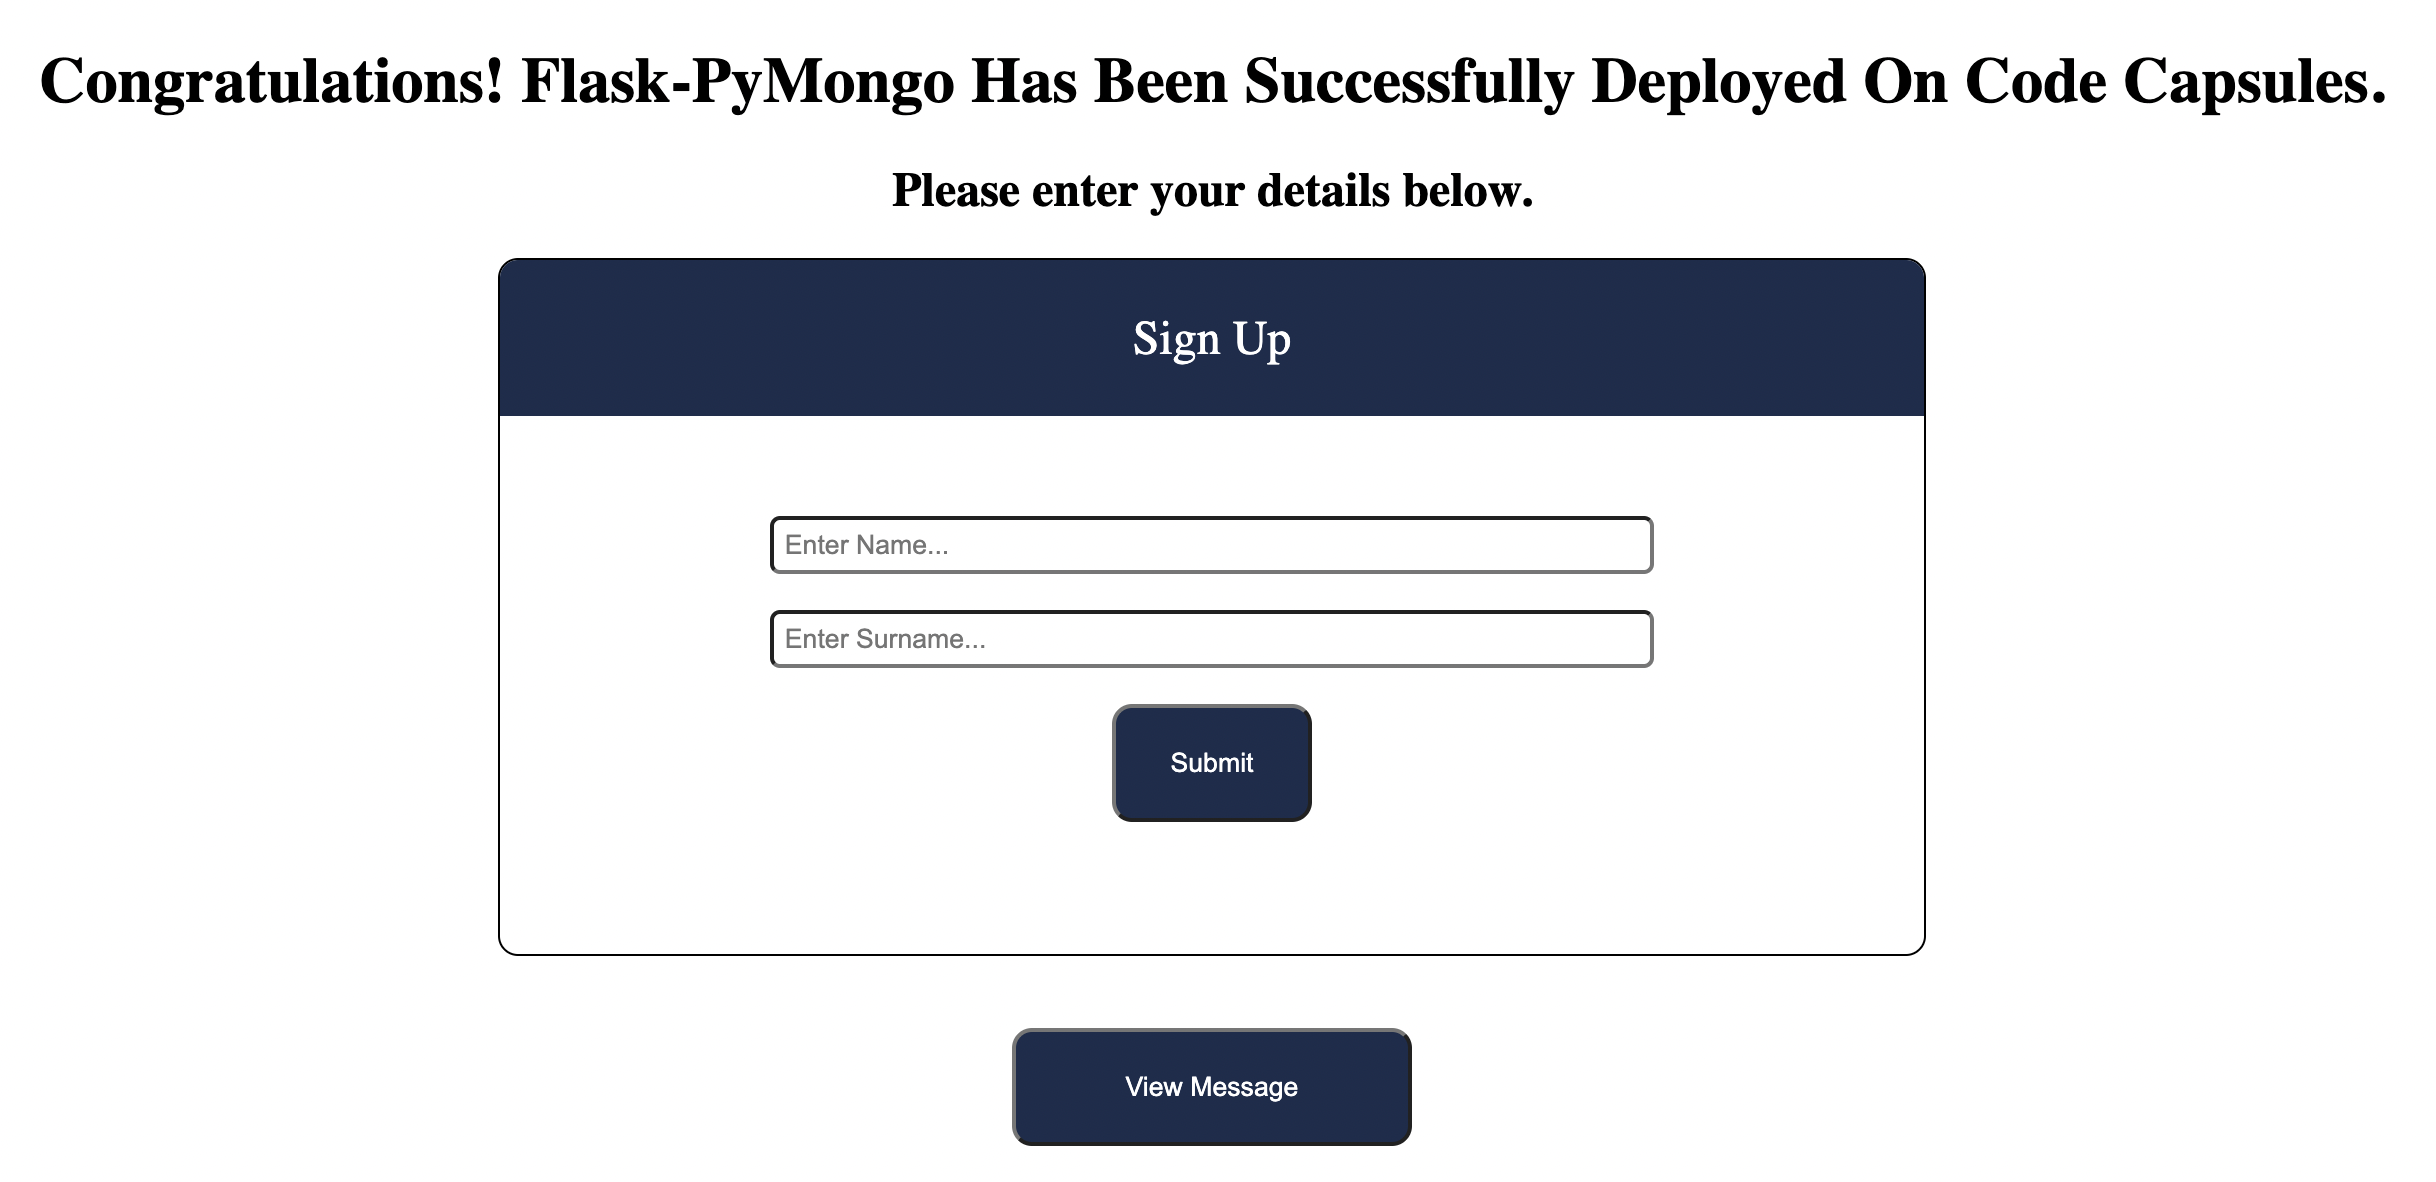 Congratulations! Flask-PyMongo Has Been Successfully Deployed On Code Capsules.
Please enter your details below.
Sign Up
Enter Name...
Enter Surname...
Submit
View Message